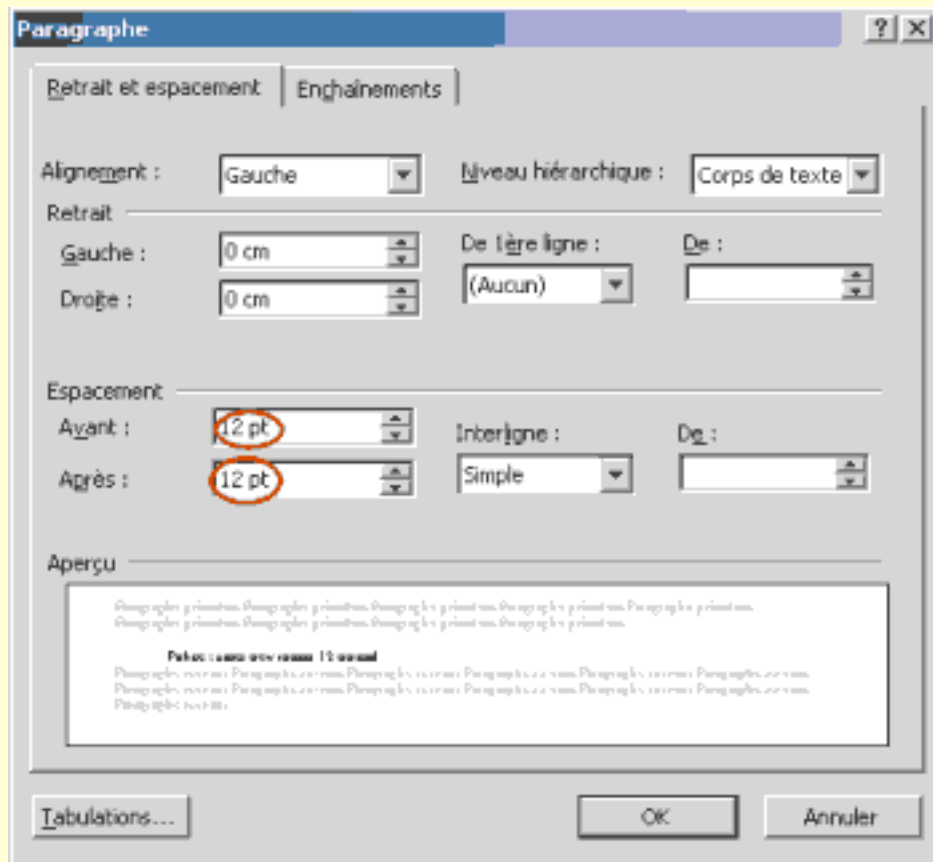 Paragraphe
Retrait et espacement Enchaînements
Alignement : Gauche Niveau hiérarchique : Corps de texte
Retrait
Gauche : 0 cm De 1ère ligne : De :
Droite : 0 cm (Aucun)
Espacement
Avant : 12 pt Interligne : De :
Après : 12 pt Simple
Aperçu
Tabulations... OK Annuler